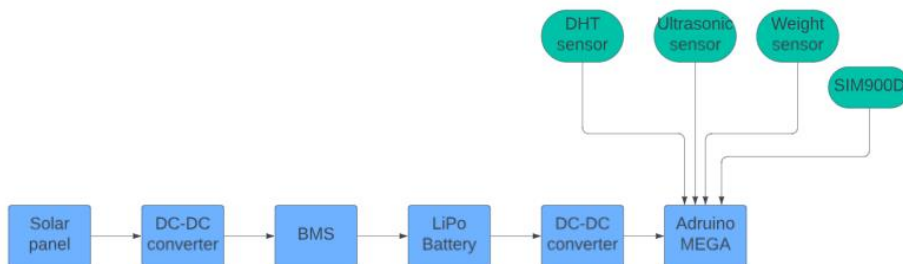 DHT
sensor
Ultrasonic
sensor
Weight
sensor
SIM900D
Solar
panel
DC-DC
converter
BMS
LiPo
Battery
DC-DC
converter
Adruino
MEGA